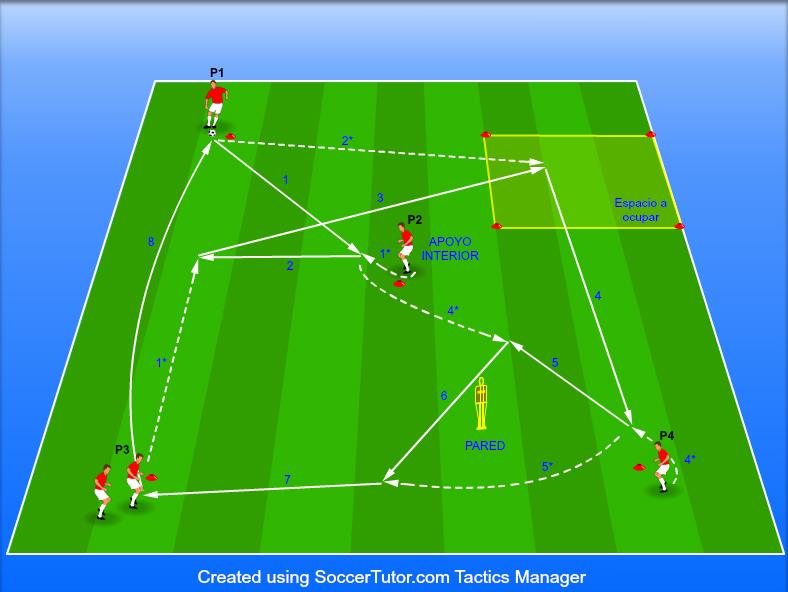 P1
2*
1
3
Espacio a
ocupar
P2
8
APOYO
INTERIOR
1*
2
4
4*
1*
5
6
PARED
P4
P3
4*
5*
7
Created using SoccerTutor.com Tactics Manager